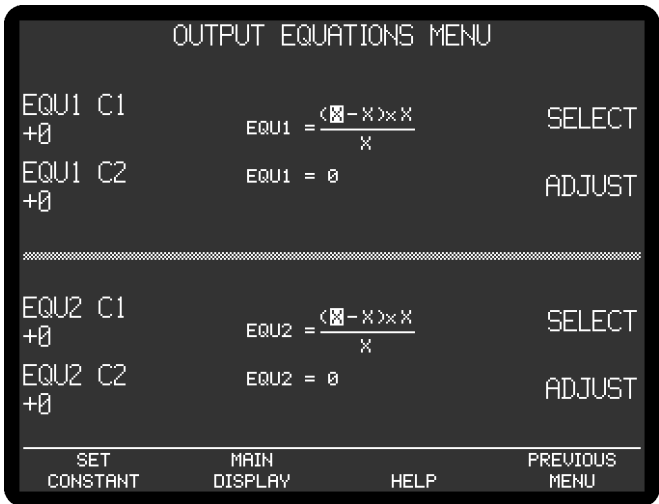 OUTPUT EQUATIONS MENU
EQU1 C1
+0
EQU1 = (X-X)×X
X
SELECT
EQU1 C2
+0
EQU1 = 0
ADJUST
EQU2 C1
+0
EQU2 = (X-X)×X
X
SELECT
EQU2 C2
+0
EQU2 = 0
ADJUST
SET CONSTANT
MAIN DISPLAY
HELP
PREVIOUS MENU